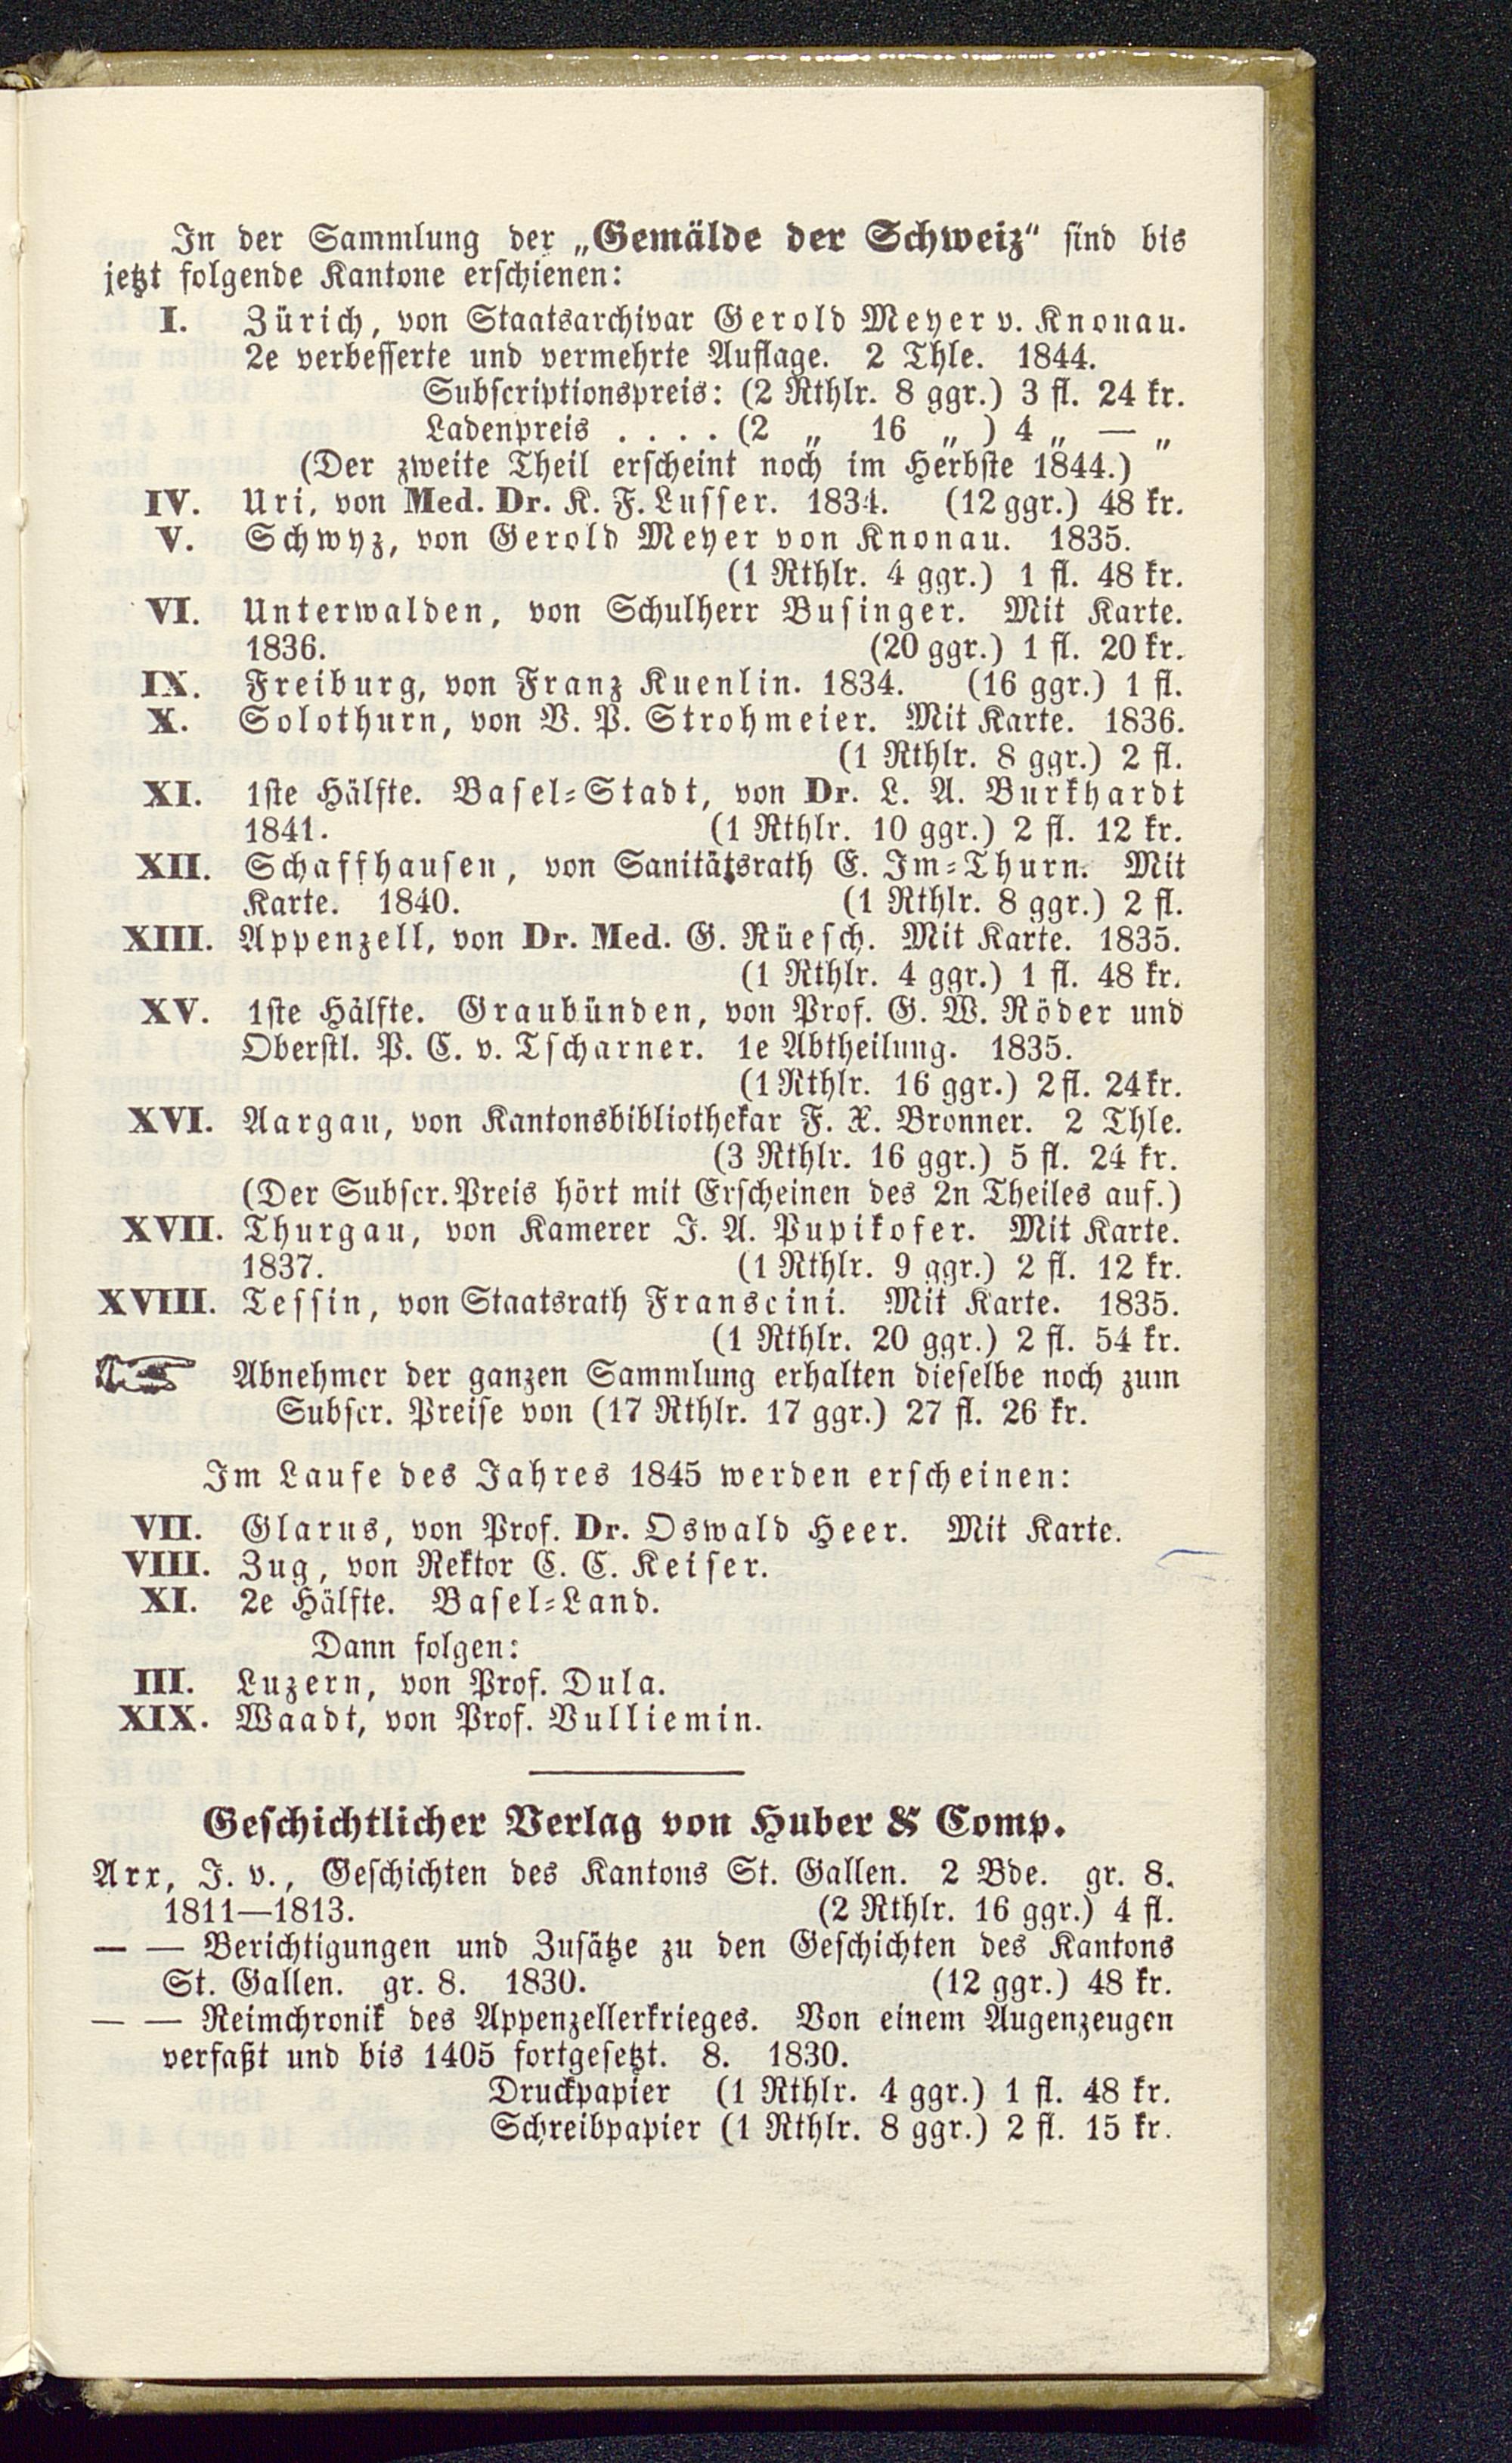 In der Sammlung der „Gemälde der Schweiz“ sind bis
jetzt folgende Kantone erschienen:
I. Zürich, von Staatsarchivar Gerold Meyer v. Knonau.
2e verbesserte und vermehrte Auflage. 2 Thle. 1844.
Subscriptionspreis: (2 Rthlr. 8 ggr.) 3 fl. 24 kr.
Ladenpreis . . . . (2 „ 16 „ ) 4 „ — „
(Der zweite Theil erscheint noch im Herbste 1844.)
IV. Uri, von Med. Dr. K. F. Lusser. 1834. (12 ggr.) 48 kr.
V. Schwyz, von Gerold Meyer von Knonau. 1835.
(1 Rthlr. 4 ggr.) 1 fl. 48 kr.
VI. Unterwalden, von Schulherr Businger. Mit Karte.
1836. (20 ggr.) 1 fl. 20 kr.
IX. Freiburg, von Franz Kuenlin. 1834. (16 ggr.) 1 fl.
X. Solothurn, von V. P. Strohmeier. Mit Karte. 1836.
(1 Rthlr. 8 ggr.) 2 fl.
XI. 1ste Hälfte. Basel-Stadt, von Dr. L. A. Burkhardt
1841. (1 Rthlr. 10 ggr.) 2 fl. 12 kr.
XII. Schaffhausen, von Sanitätsrath E. Im-Thurn. Mit
Karte. 1840. (1 Rthlr. 8 ggr.) 2 fl.
XIII. Appenzell, von Dr. Med. G. Rüesch. Mit Karte. 1835.
(1 Rthlr. 4 ggr.) 1 fl. 48 kr.
XV. 1ste Hälfte. Graubünden, von Prof. G. W. Röder und
Oberstl. P. C. v. Tscharner. 1e Abtheilung. 1835.
(1 Rthlr. 16 ggr.) 2 fl. 24 kr.
XVI. Aargau, von Kantonsbibliothekar F. X. Bronner. 2 Thle.
(3 Rthlr. 16 ggr.) 5 fl. 24 kr.
(Der Subscr. Preis hört mit Erscheinen des 2n Theiles auf.)
XVII. Thurgau, von Kamerer J. A. Pupikofer. Mit Karte.
1837. (1 Rthlr. 9 ggr.) 2 fl. 12 kr.
XVIII. Tessin, von Staatsrath Franscini. Mit Karte. 1835.
(1 Rthlr. 20 ggr.) 2 fl. 54 kr.
☞ Abnehmer der ganzen Sammlung erhalten dieselbe noch zum
Subscr. Preise von (17 Rthlr. 17 ggr.) 27 fl. 26 kr.
Im Laufe des Jahres 1845 werden erscheinen:
VII. Glarus, von Prof. Dr. Oswald Heer. Mit Karte.
VIII. Zug, von Rektor C. C. Keiser.
XI. 2e Hälfte. Basel-Land.
Dann folgen:
III. Luzern, von Prof. Dula.
XIX. Waadt, von Prof. Vulliemin.
Geschichtlicher Verlag von Huber & Comp.
Arx, J. v., Geschichten des Kantons St. Gallen. 2 Bde. gr. 8.
1811—1813. (2 Rthlr. 16 ggr.) 4 fl.
— — Berichtigungen und Zusätze zu den Geschichten des Kantons
St. Gallen. gr. 8. 1830. (12 ggr.) 48 kr.
— — Reimchronik des Appenzellerkrieges. Von einem Augenzeugen
verfaßt und bis 1405 fortgesetzt. 8. 1830.
Druckpapier (1 Rthlr. 4 ggr.) 1 fl. 48 kr.
Schreibpapier (1 Rthlr. 8 ggr.) 2 fl. 15 kr.